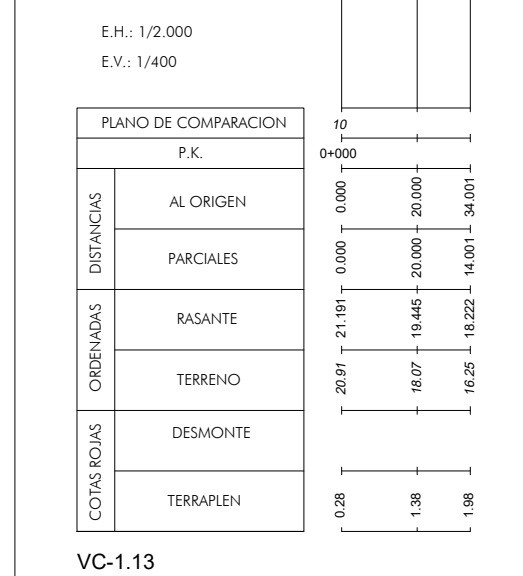 E.H.: 1/2.000
E.V.: 1/400
PLANO DE COMPARACION 10
P.K. 0+000
DISTANCIAS
AL ORIGEN 0.000 20.000 34.001
PARCIALES 0.000 20.000 14.001
ORDENADAS
RASANTE 21.191 19.445 18.222
TERRENO 20.91 18.07 16.25
COTAS ROJAS
DESMONTE
TERRAPLEN 0.28 1.38 1.98
VC-1.13